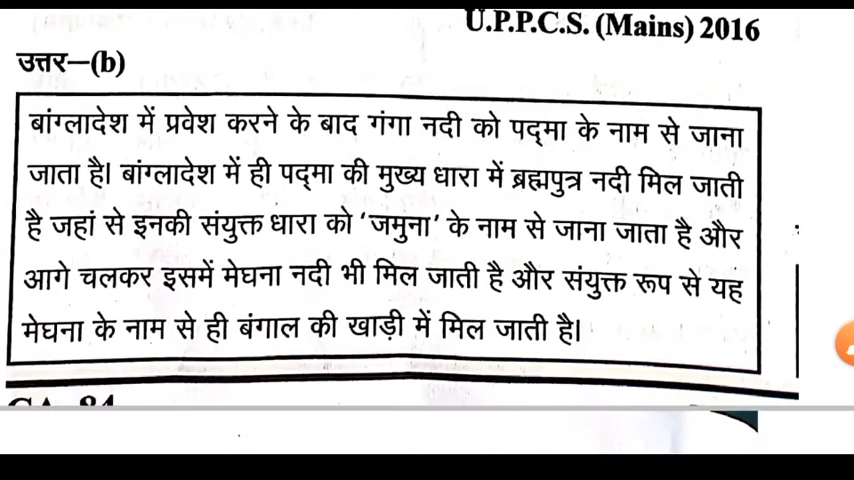 U.P.P.C.S. (Mains) 2016
उत्तर—(b)
बांग्लादेश में प्रवेश करने के बाद गंगा नदी को पद्मा के नाम से जाना
जाता है। बांग्लादेश में ही पद्मा की मुख्य धारा में ब्रह्मपुत्र नदी मिल जाती
है जहां से इनकी संयुक्त धारा को ‘जमुना’ के नाम से जाना जाता है और
आगे चलकर इसमें मेघना नदी भी मिल जाती है और संयुक्त रूप से यह
मेघना के नाम से ही बंगाल की खाड़ी में मिल जाती है।